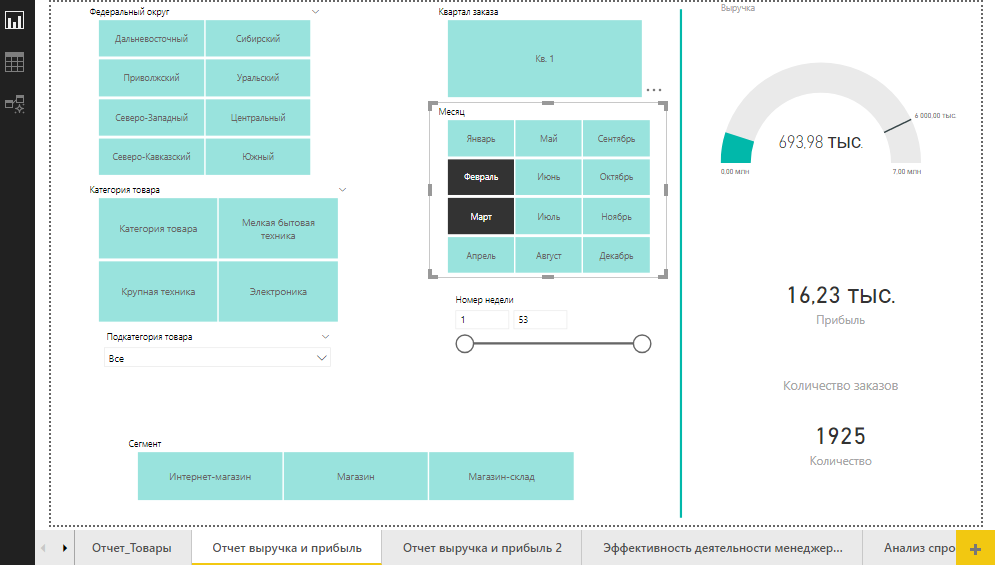 Федеральный округ
Дальневосточный
Сибирский
Приволжский
Уральский
Северо-Западный
Центральный
Северо-Кавказский
Южный
Категория товара
Категория товара
Мелкая бытовая
техника
Крупная техника
Электроника
Подкатегория товара
Все
Сегмент
Интернет-магазин
Магазин
Магазин-склад
Квартал заказа
Кв. 1
Месяц
Январь
Май
Сентябрь
Февраль
Июнь
Октябрь
Март
Июль
Ноябрь
Апрель
Август
Декабрь
Номер недели
1
53
Выручка
6 000,00 тыс.
693,98 тыс.
0,00 млн
7,00 млн
16,23 тыс.
Прибыль
Количество заказов
1925
Количество
Отчет_Товары
Отчет выручка и прибыль
Отчет выручка и прибыль 2
Эффективность деятельности менеджер...
Анализ спро